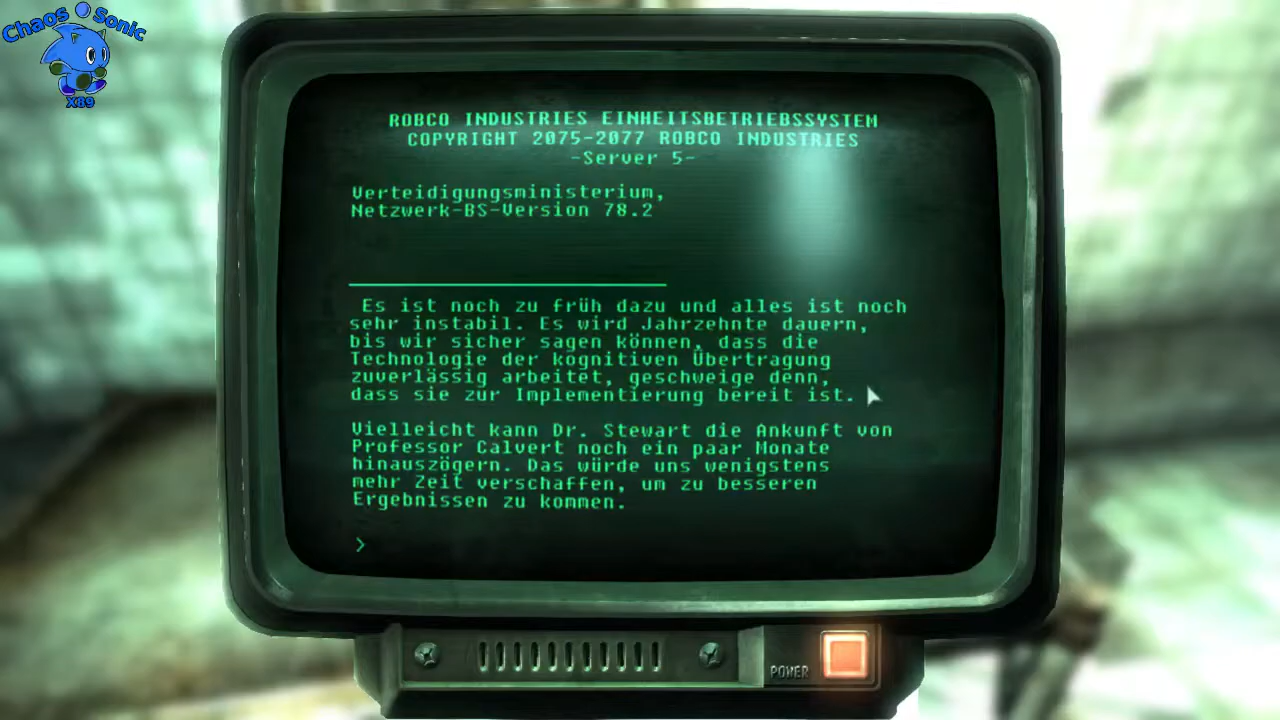 Chaos Sonic
X89
ROBCO INDUSTRIES EINHEITSBETRIEBSSYSTEM
COPYRIGHT 2075-2077 ROBCO INDUSTRIES
-Server 5-
Verteidigungsministerium,
Netzwerk-BS-Version 78.2
Es ist noch zu früh dazu und alles ist noch
sehr instabil. Es wird Jahrzehnte dauern,
bis wir sicher sagen können, dass die
Technologie der kognitiven Übertragung
zuverlässig arbeitet, geschweige denn,
dass sie zur Implementierung bereit ist.
Vielleicht kann Dr. Stewart die Ankunft von
Professor Calvert noch ein paar Monate
hinauszögern. Das würde uns wenigstens
mehr Zeit verschaffen, um zu besseren
Ergebnissen zu kommen.
>
POWER